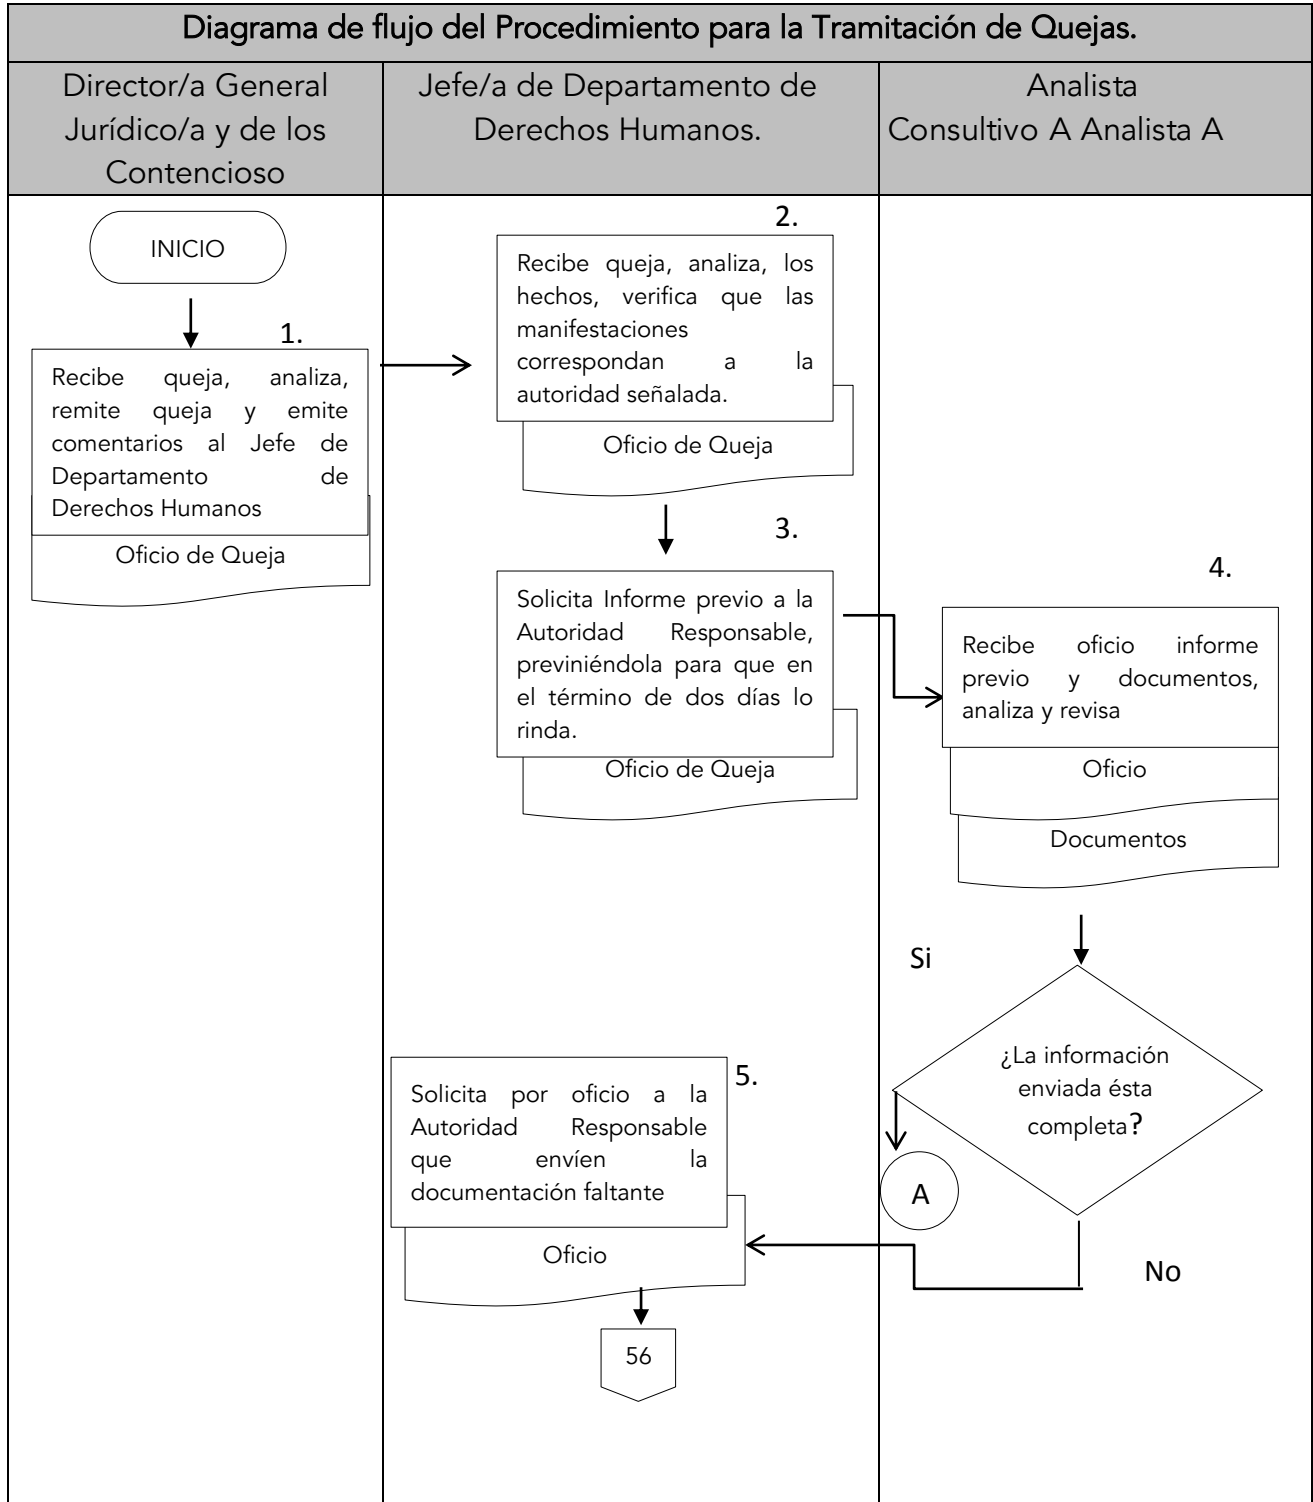 Diagrama de flujo del Procedimiento para la Tramitación de Quejas.
Director/a General
Jurídico/a y de los
Contencioso
Jefe/a de Departamento de
Derechos Humanos.
Analista
Consultivo A Analista A
INICIO
1.
Recibe queja, analiza,
remite queja y emite
comentarios al Jefe de
Departamento de
Derechos Humanos
Oficio de Queja
2.
Recibe queja, analiza, los
hechos, verifica que las
manifestaciones
correspondan a la
autoridad señalada.
Oficio de Queja
3.
Solicita Informe previo a la
Autoridad Responsable,
previniéndola para que en
el término de dos días lo
rinda.
Oficio de Queja
4.
Recibe oficio informe
previo y documentos,
analiza y revisa
Oficio
Documentos
Si
¿La información
enviada ésta
completa?
A
No
5.
Solicita por oficio a la
Autoridad Responsable
que envíen la
documentación faltante
Oficio
56